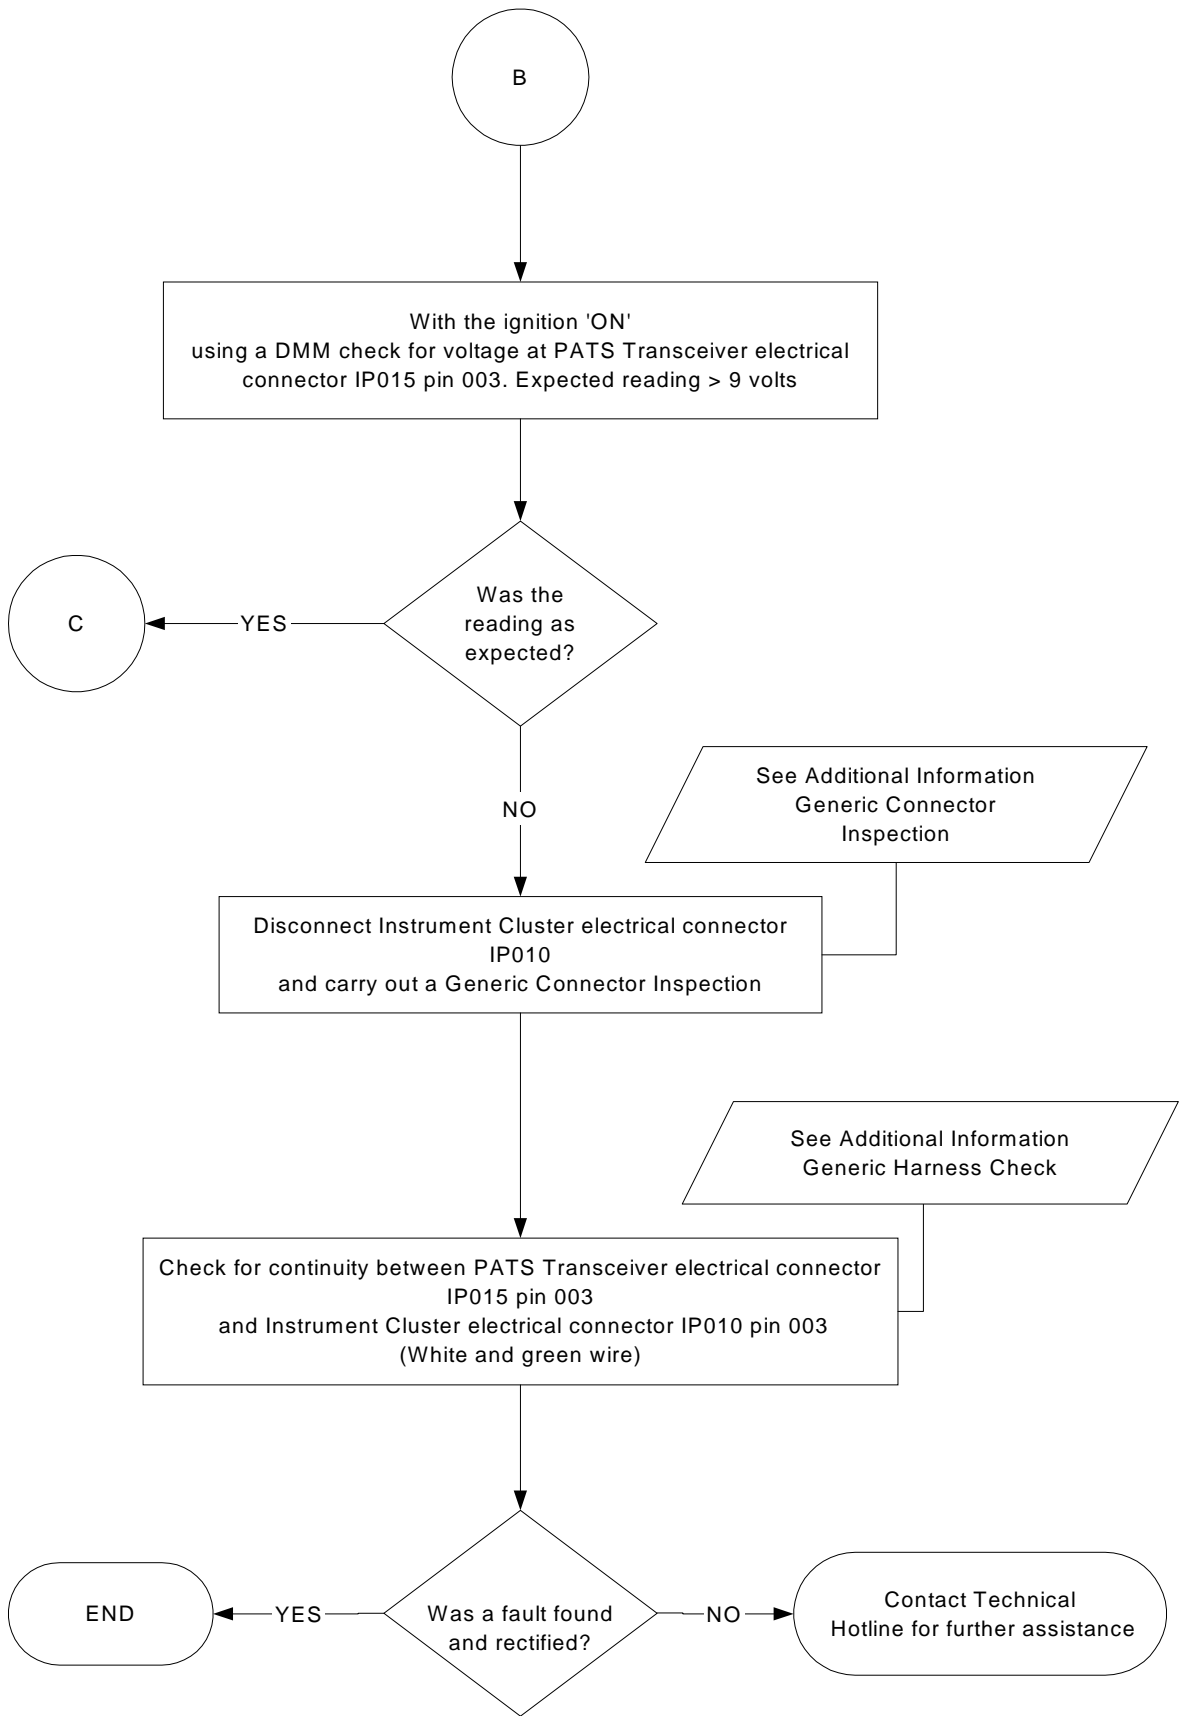 B
With the ignition 'ON'
using a DMM check for voltage at PATS Transceiver electrical
connector IP015 pin 003. Expected reading > 9 volts
Was the
reading as
expected?
YES
C
NO
See Additional Information
Generic Connector
Inspection
Disconnect Instrument Cluster electrical connector
IP010
and carry out a Generic Connector Inspection
See Additional Information
Generic Harness Check
Check for continuity between PATS Transceiver electrical connector
IP015 pin 003
and Instrument Cluster electrical connector IP010 pin 003
(White and green wire)
Was a fault found
and rectified?
YES
END
NO
Contact Technical
Hotline for further assistance